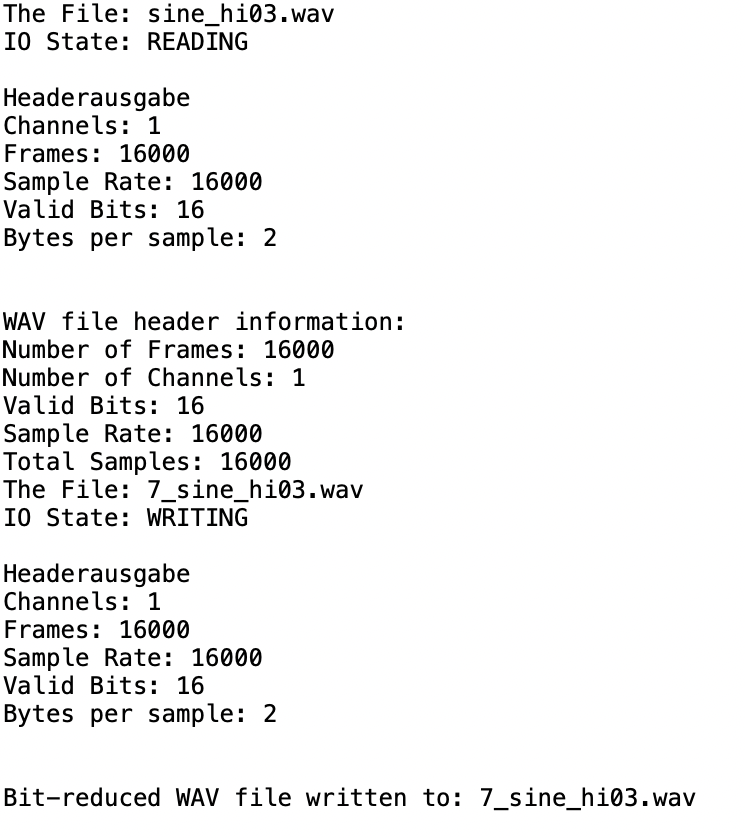 The File: sine_hi03.wav
IO State: READING
Headerausgabe
Channels: 1
Frames: 16000
Sample Rate: 16000
Valid Bits: 16
Bytes per sample: 2
WAV file header information:
Number of Frames: 16000
Number of Channels: 1
Valid Bits: 16
Sample Rate: 16000
Total Samples: 16000
The File: 7_sine_hi03.wav
IO State: WRITING
Headerausgabe
Channels: 1
Frames: 16000
Sample Rate: 16000
Valid Bits: 16
Bytes per sample: 2
Bit-reduced WAV file written to: 7_sine_hi03.wav